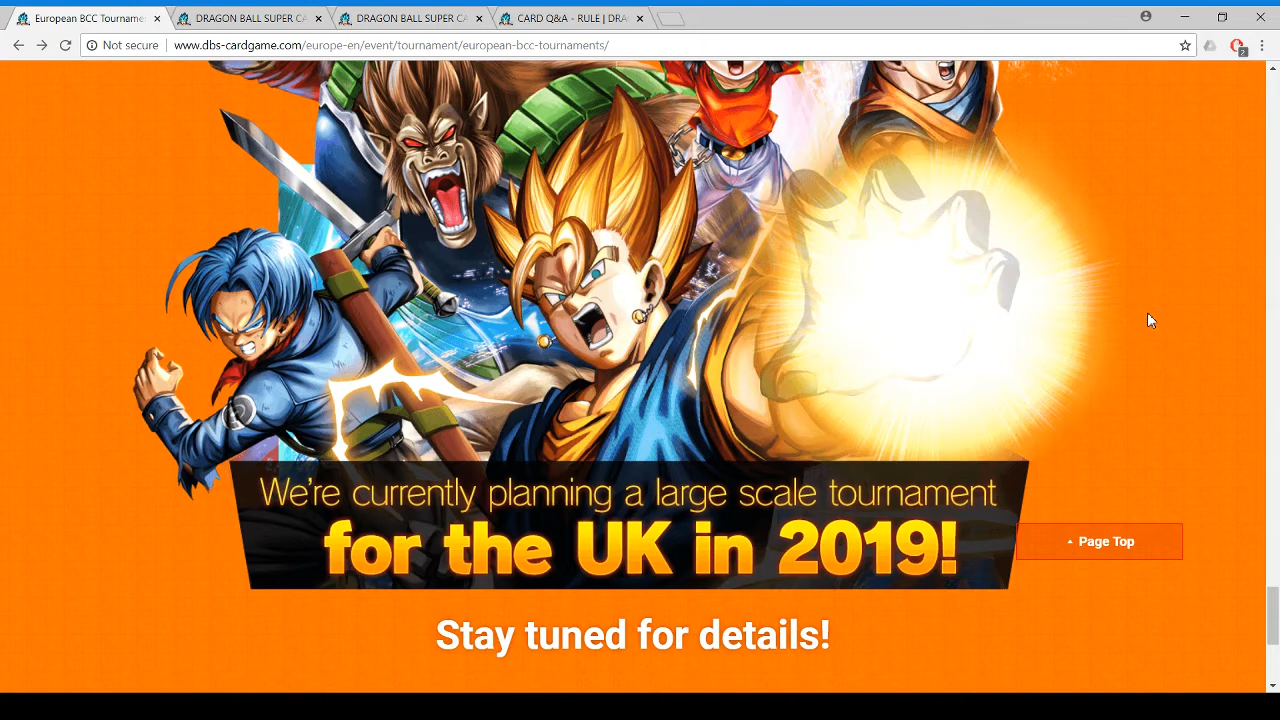 European BCC Tourname
DRAGON BALL SUPER CA
DRAGON BALL SUPER CA
CARD Q&A - RULE | DRA
Not secure
www.dbs-cardgame.com/europe-en/event/tournament/european-bcc-tournaments/
2
We're currently planning a large scale tournament
for the UK in 2019!
Page Top
Stay tuned for details!